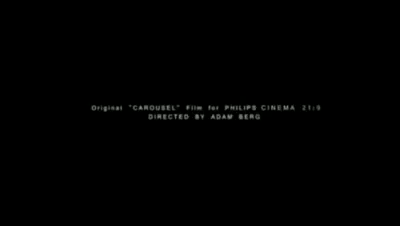 Original "CAROUSEL" Film for PHILIPS CINEMA 21:9
DIRECTED BY ADAM BERG